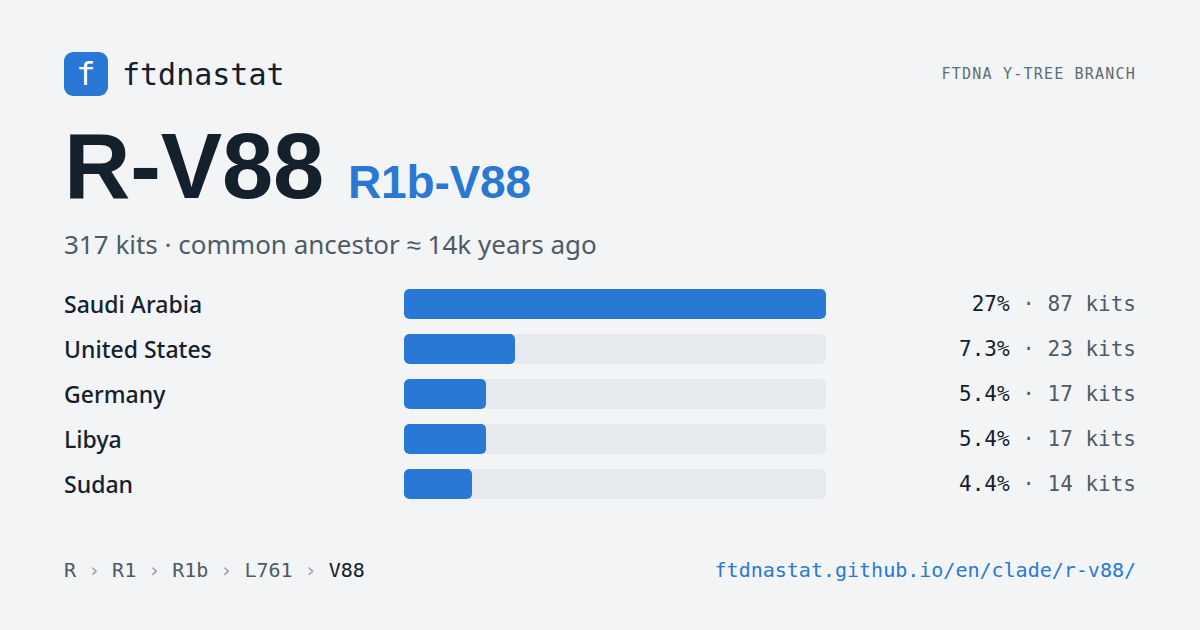 f ftdnastat
FTDNA Y-TREE BRANCH
R-V88 R1b-V88
317 kits · common ancestor ≈ 14k years ago
Saudi Arabia 27% · 87 kits
United States 7.3% · 23 kits
Germany 5.4% · 17 kits
Libya 5.4% · 17 kits
Sudan 4.4% · 14 kits
R › R1 › R1b › L761 › V88
ftdnastat.github.io/en/clade/r-v88/